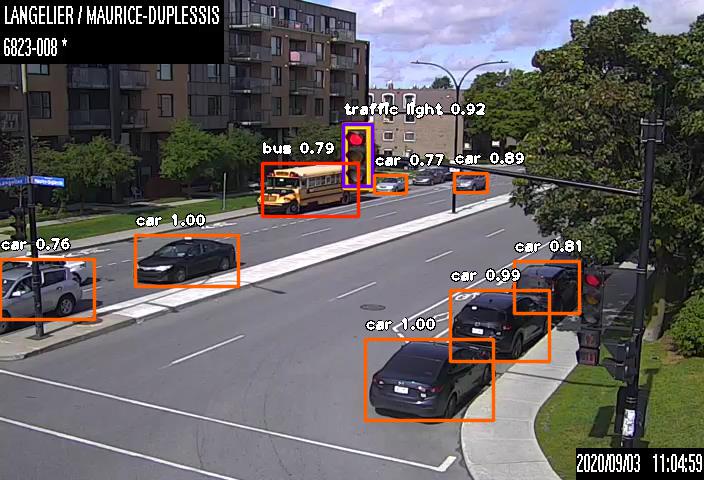 LANGELIER / MAURICE-DUPLESSIS
6823-008 *
traffic light 0.92
bus 0.79
car 0.77
car 0.89
car 1.00
car 0.76
car 0.81
car 0.99
car 1.00
2020/09/03 11:04:59